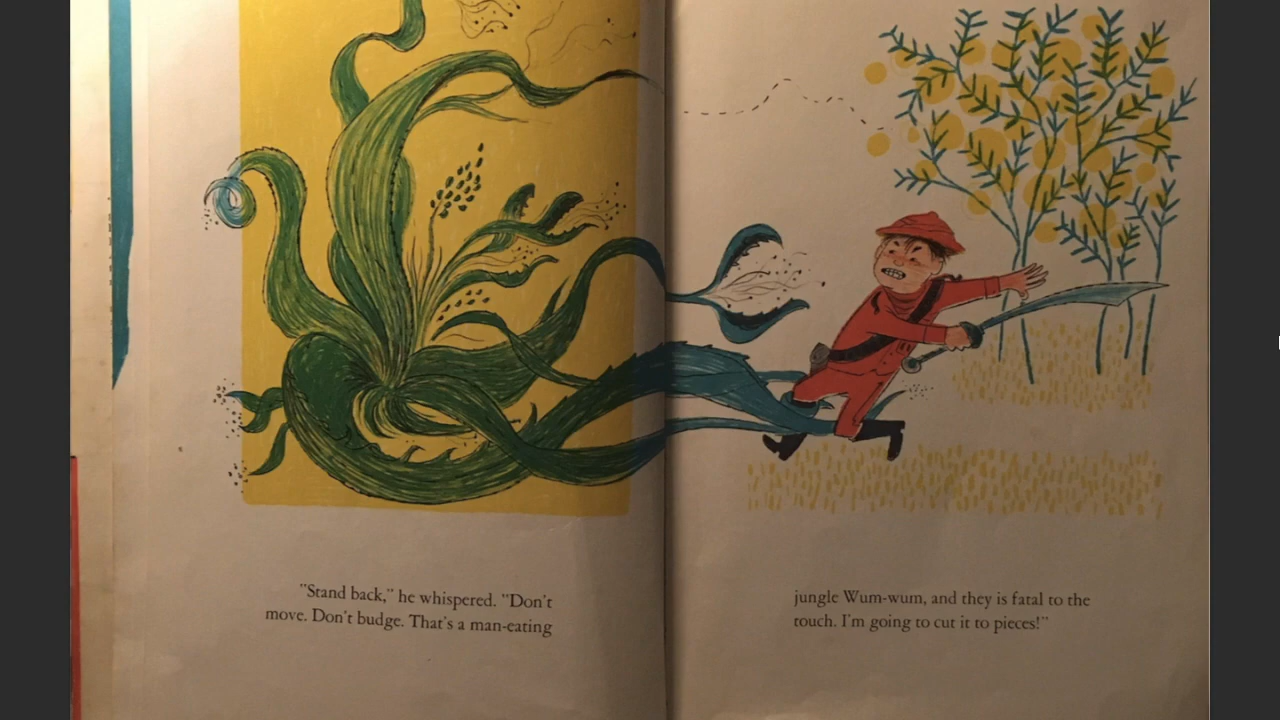 "Stand back," he whispered. "Don't
move. Don't budge. That's a man-eating
jungle Wum-wum, and they is fatal to the
touch. I'm going to cut it to pieces!"